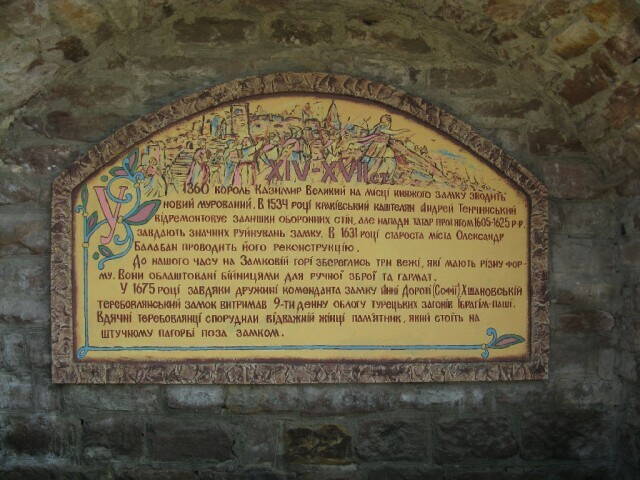 XIV-XVII ст.
У 1360 король Казимир Великий на місці княжого замку зводить
новий мурований. В 1534 році краківський каштелян Андрей Тенчинський
відремонтовує залишки оборонних стін, але напади татар протягом 1605-1625 р-р.
завдають значних руйнувань замку. В 1631 році староста міста Олександр
Балабан проводить його реконструкцію.
До нашого часу на Замковій горі збереглись три вежі, які мають різну фор-
му. Вони облаштовані бійницями для ручної зброї та гармат.
У 1675 році завдяки дружині коменданта замку Анні Дороті (Софії) Хшановській
теребовлянський замок витримав 9-ти денну облогу турецьких загонів Ібрагім-паші.
Вдячні теребовлянці спорудили відважній жінці пам'ятник, який стоїть на
штучному пагорбі поза замком.